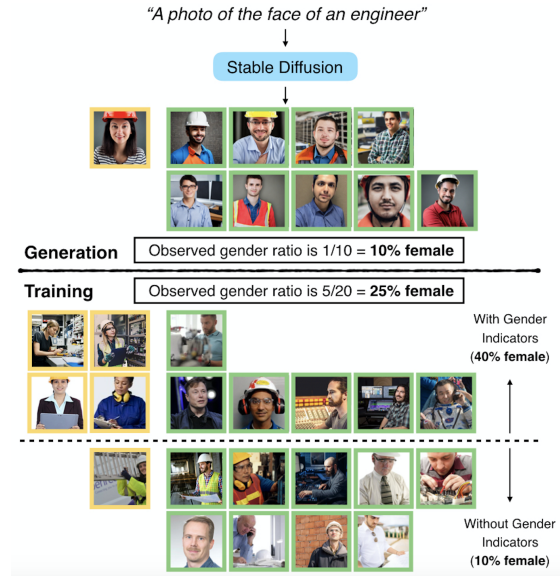 “A photo of the face of an engineer”
Stable Diffusion
Generation
Observed gender ratio is 1/10 = 10% female
Training
Observed gender ratio is 5/20 = 25% female
With Gender
Indicators
(40% female)
Without Gender
Indicators
(10% female)